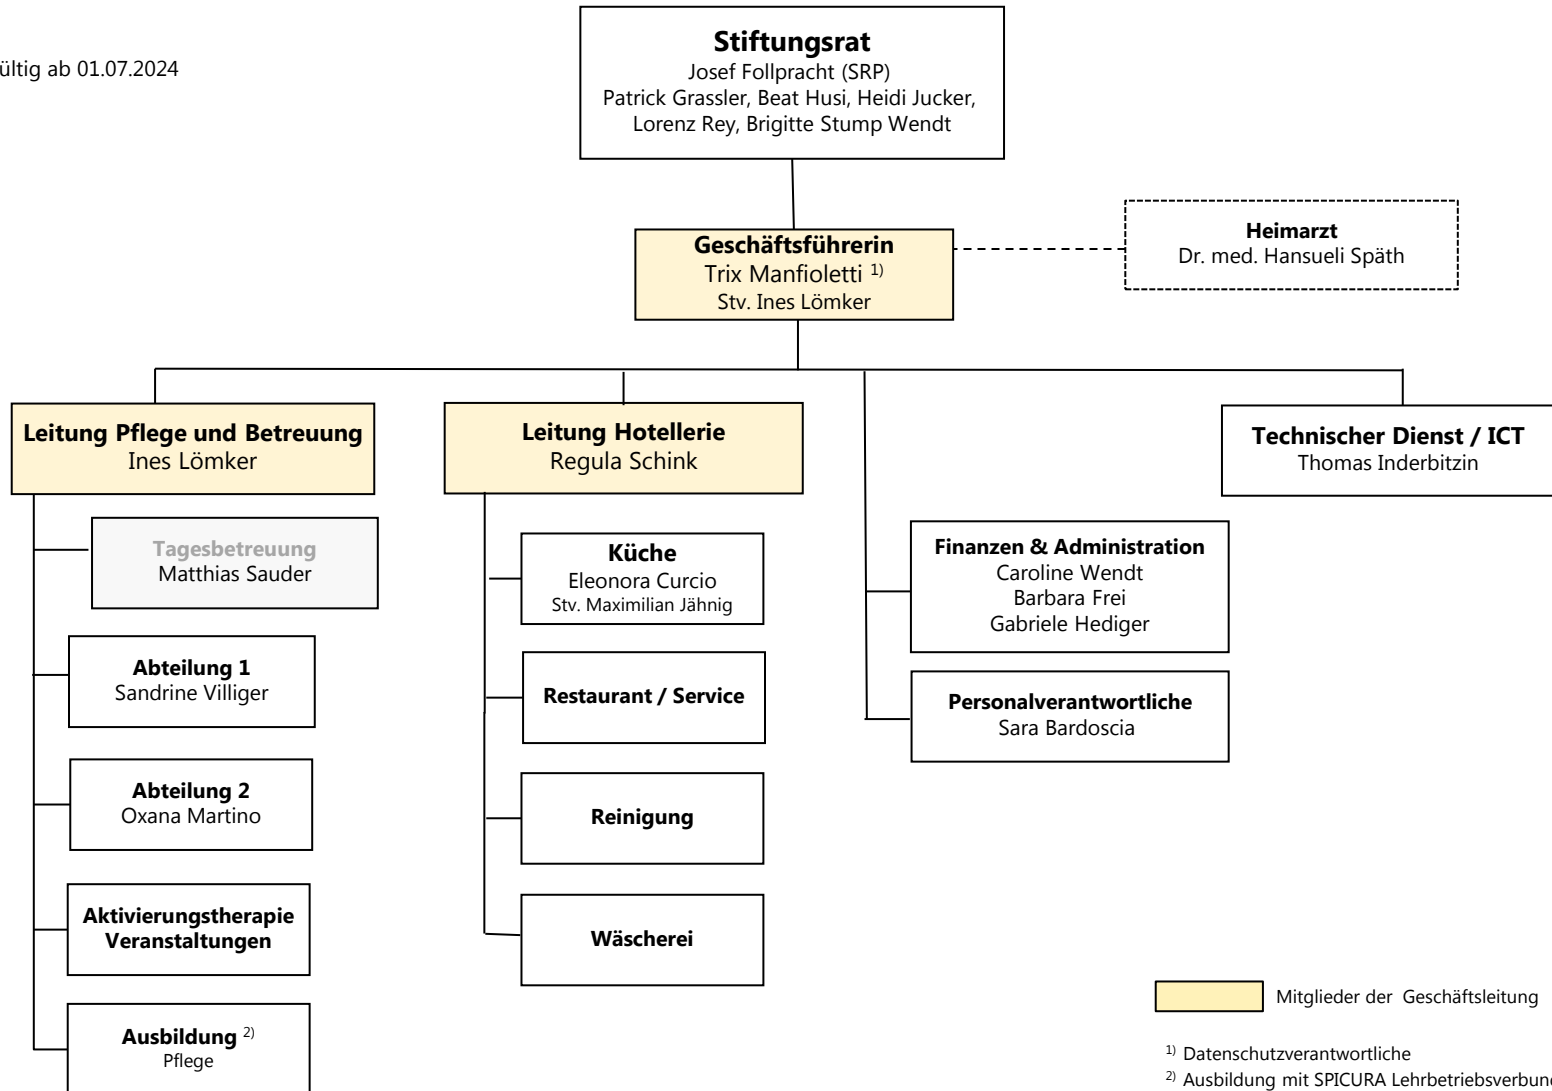 ültig ab 01.07.2024
Stiftungsrat
Josef Follpracht (SRP)
Patrick Grassler, Beat Husi, Heidi Jucker,
Lorenz Rey, Brigitte Stump Wendt
Geschäftsführerin
Trix Manfioletti 1)
Stv. Ines Lömker
Heimarzt
Dr. med. Hansueli Späth
Leitung Pflege und Betreuung
Ines Lömker
Leitung Hotellerie
Regula Schink
Technischer Dienst / ICT
Thomas Inderbitzin
Tagesbetreuung
Matthias Sauder
Abteilung 1
Sandrine Villiger
Abteilung 2
Oxana Martino
Aktivierungstherapie
Veranstaltungen
Ausbildung 2)
Pflege
Küche
Eleonora Curcio
Stv. Maximilian Jähnig
Restaurant / Service
Reinigung
Wäscherei
Finanzen & Administration
Caroline Wendt
Barbara Frei
Gabriele Hediger
Personalverantwortliche
Sara Bardoscia
Mitglieder der Geschäftsleitung
1) Datenschutzverantwortliche
2) Ausbildung mit SPICURA Lehrbetriebsverbun